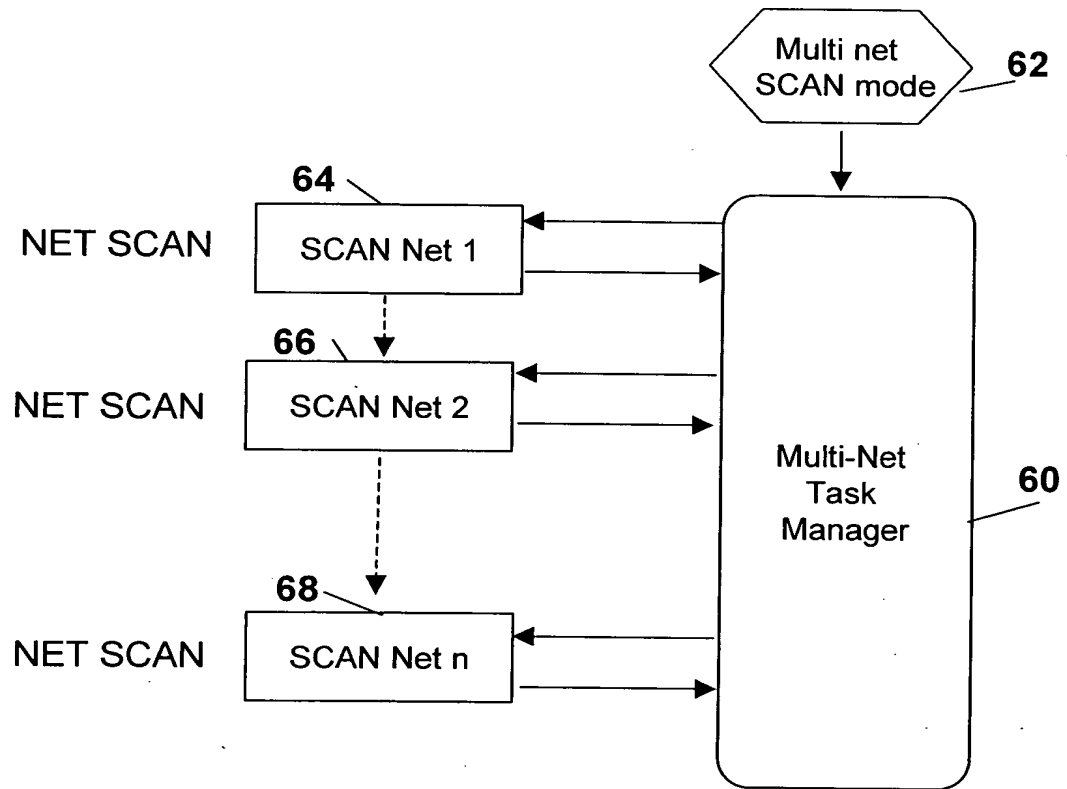 Multi net
SCAN mode
62
64
NET SCAN
SCAN Net 1
66
NET SCAN
SCAN Net 2
Multi-Net
Task
Manager
60
68
NET SCAN
SCAN Net n